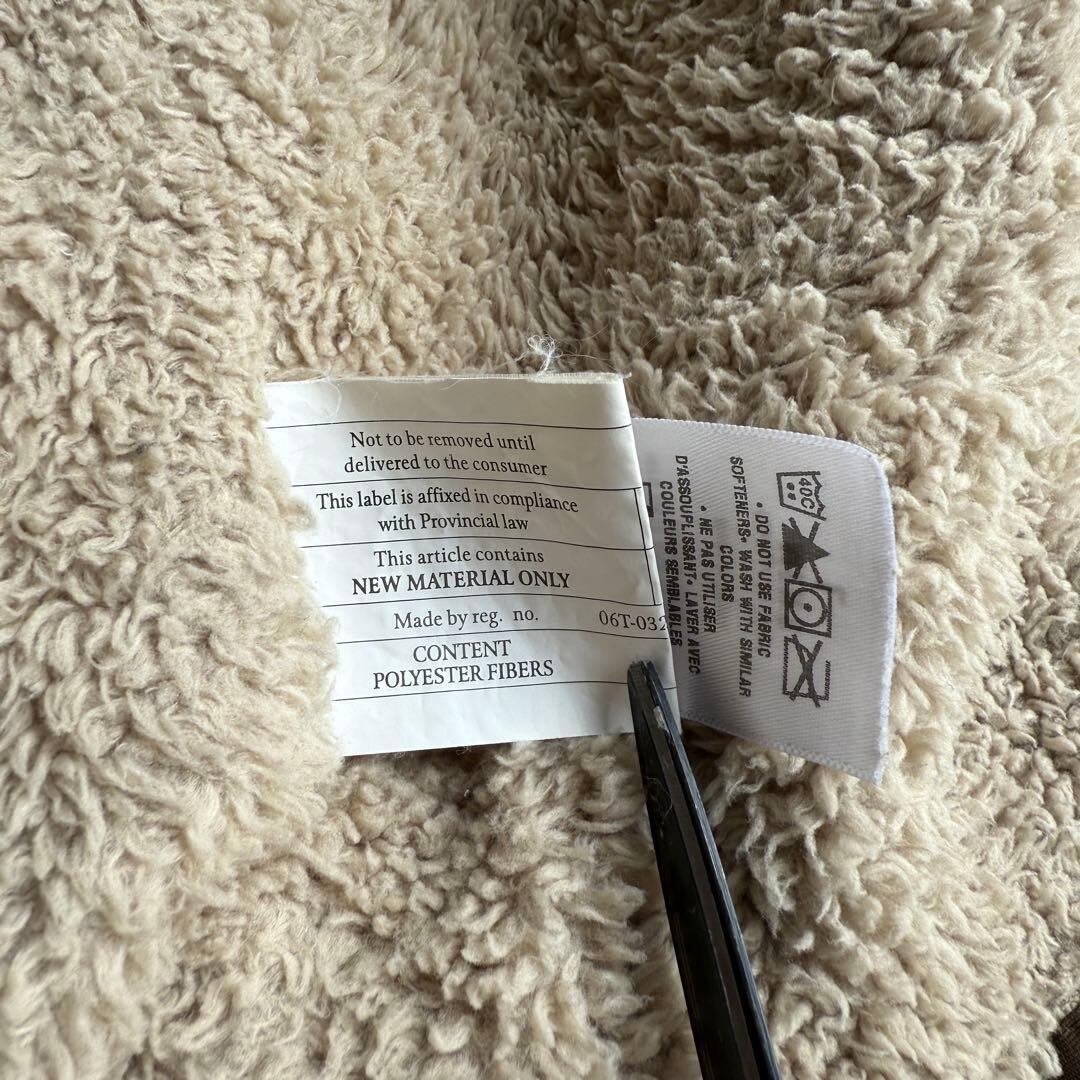 Not to be removed until
delivered to the consumer
This label is affixed in compliance
with Provincial law
This article contains
NEW MATERIAL ONLY
Made by reg. no. 06T-032
CONTENT
POLYESTER FIBERS
40C
• DO NOT USE FABRIC
SOFTENERS• WASH WITH SIMILAR
COLORS
• NE PAS UTILISER
D'ASSOUPLISSANT• LAVER AVEC
COULEURS SEMBLABLES